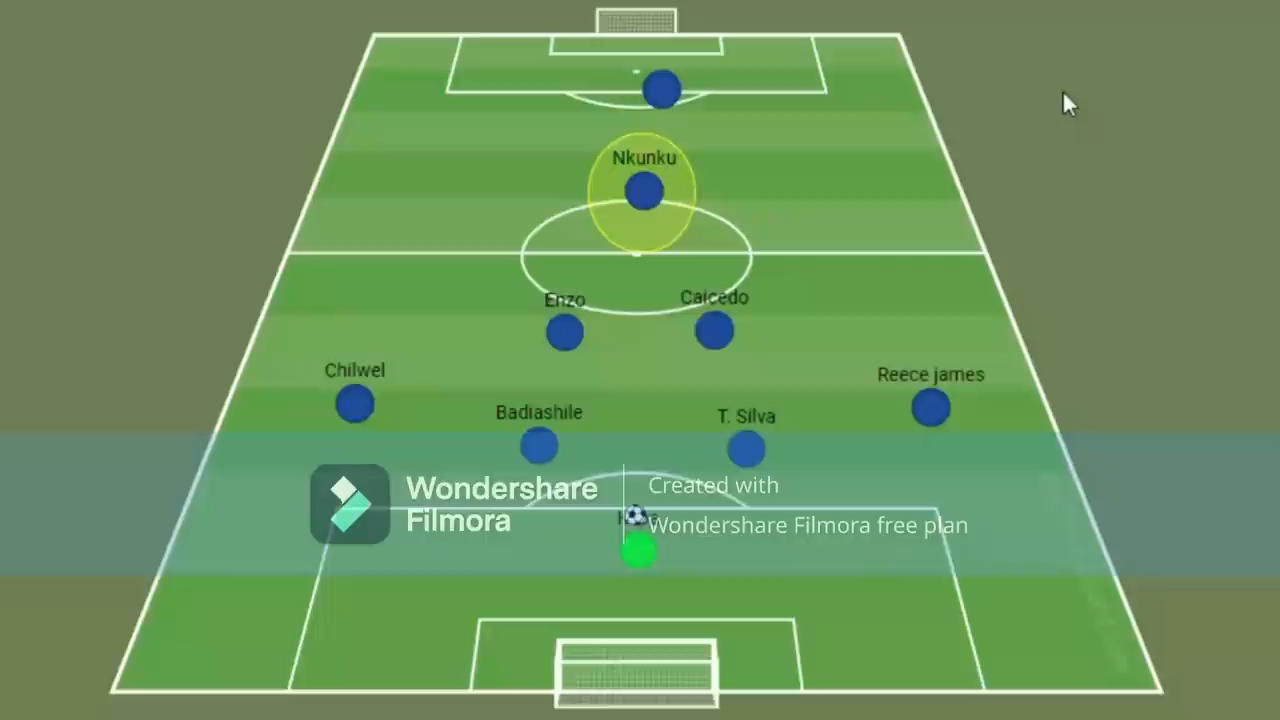 Nkunku
Enzo
Caicedo
Chilwel
Reece james
Badiashile
T. Silva
Wondershare
Filmora
Created with
Wondershare Filmora free plan